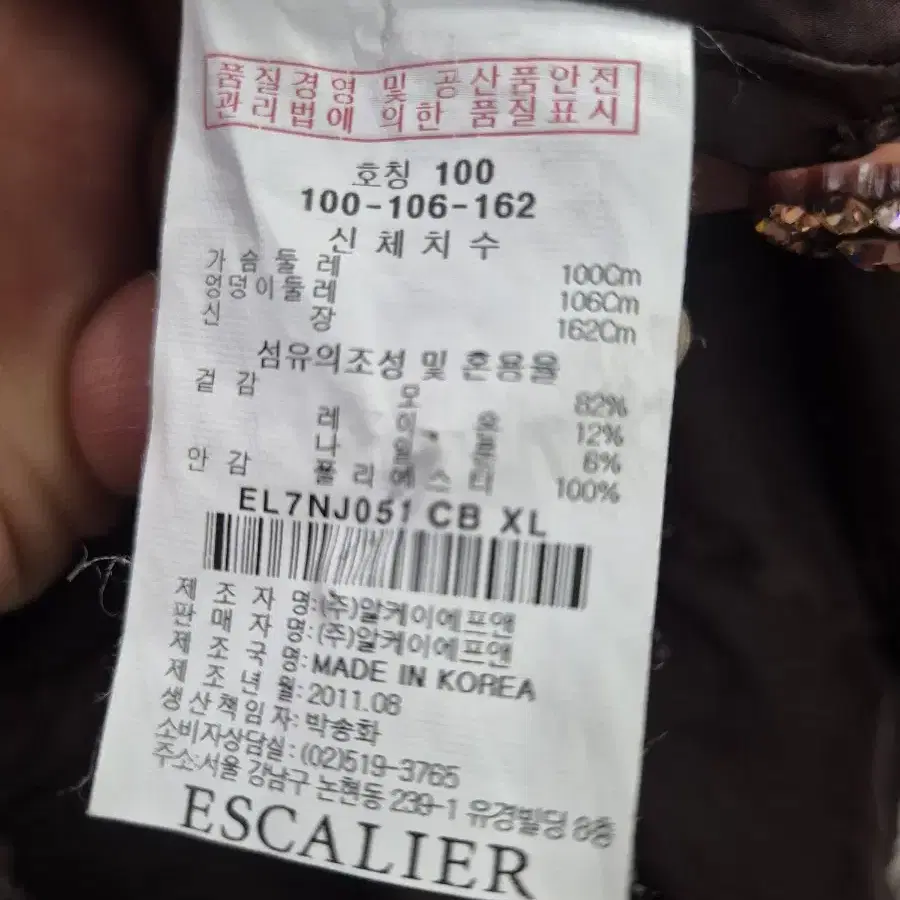 품질경영 및 공산품안전
관리법에 의한 품질표시
호칭 100
100-106-162
신체치수
가슴둘레 100Cm
엉덩이둘레 106Cm
신장 162Cm
섬유의조성 및 혼용율
겉감 모 82%
레이온 12%
나일론 6%
안감 폴리에스터 100%
EL7NJ051 CB XL
제조자명:(주)알케이에프앤
판매자명:(주)알케이에프앤
제조국명:MADE IN KOREA
제조년월:2011.08
생산책임자:박송화
소비자상담실:(02)519-3765
주소:서울 강남구 논현동 239-1 유경빌딩 8층
ESCALIER